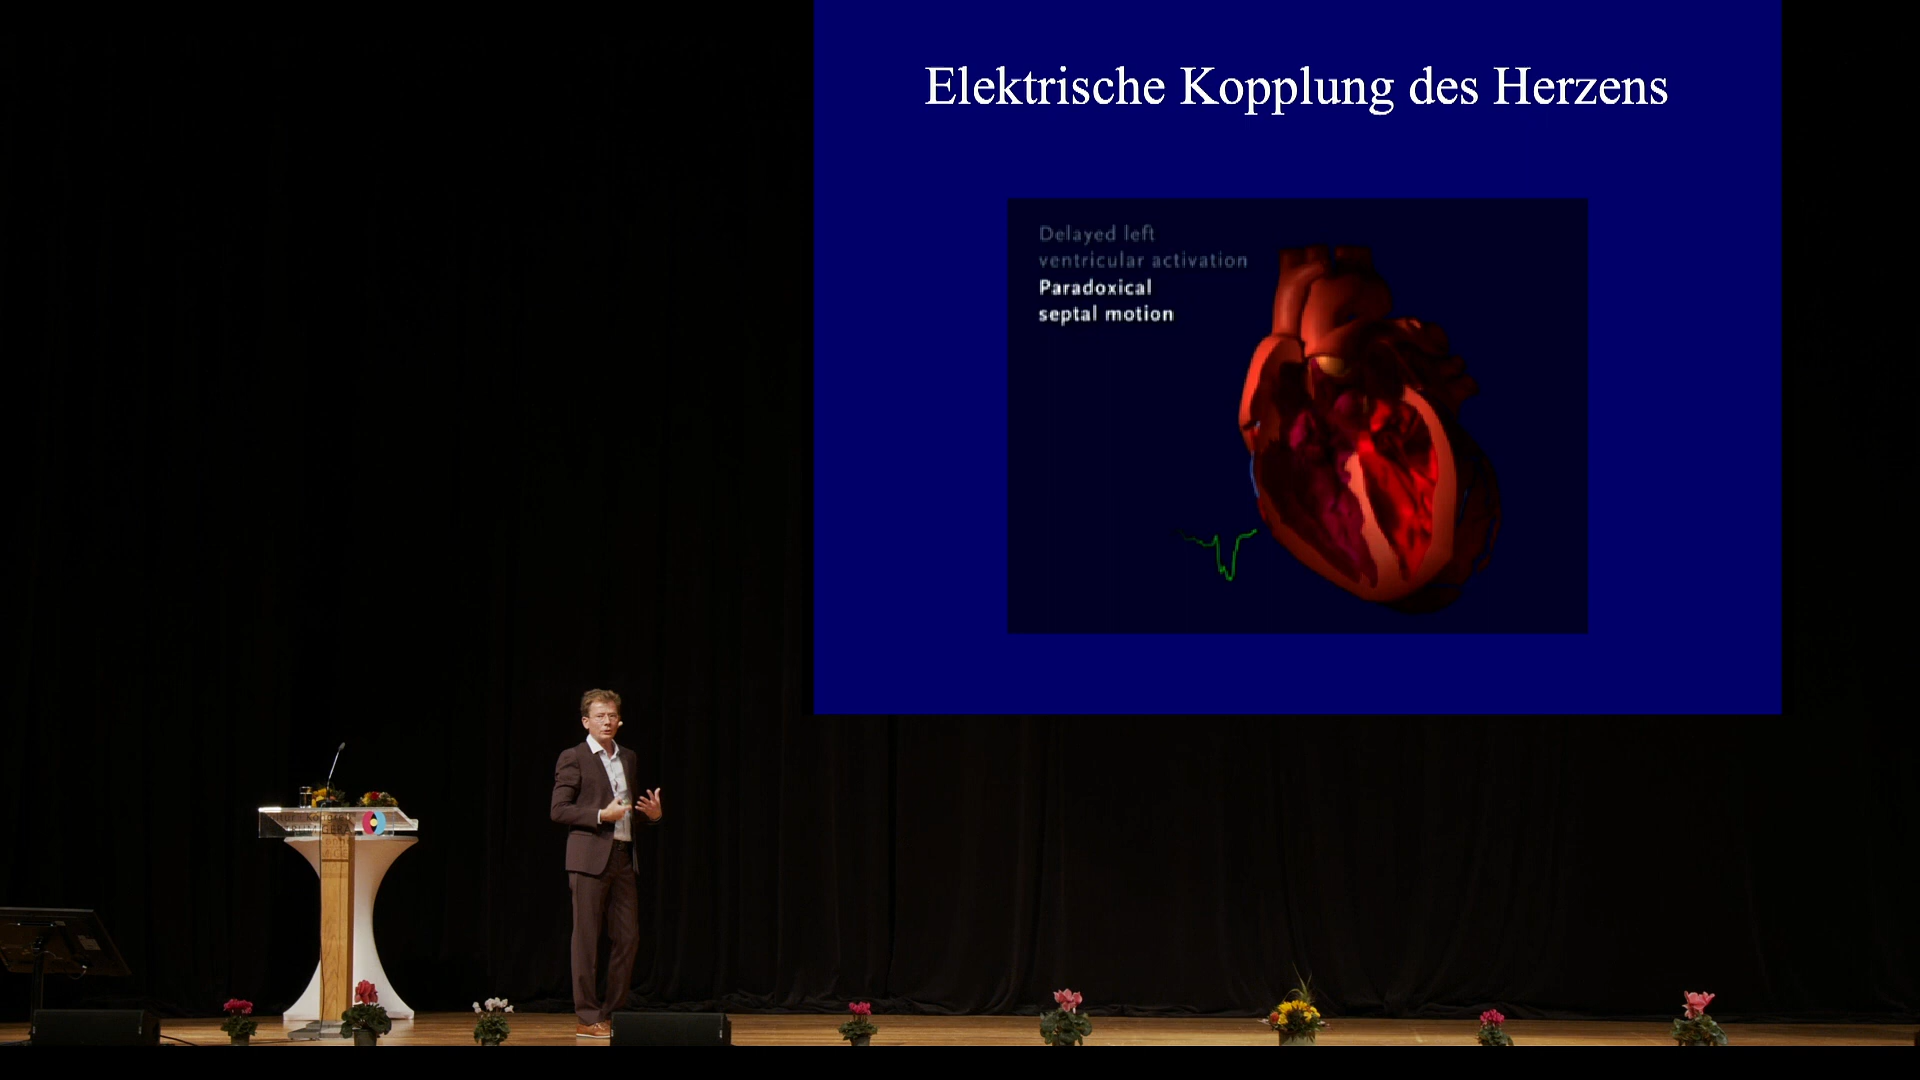 Elektrische Kopplung des Herzens
Delayed left
ventricular activation
Paradoxical
septal motion